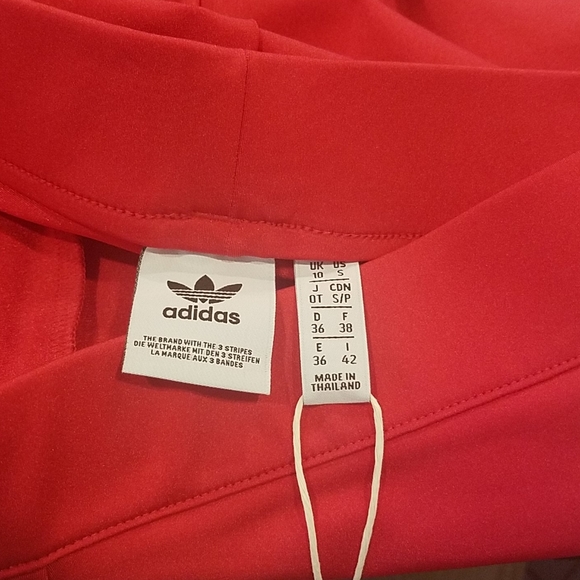 adidas
THE BRAND WITH THE 3 STRIPES
DIE WELTMARKE MIT DEN 3 STREIFEN
LA MARQUE AUX 3 BANDES
UK US
10 S
J CDN
OT S/P
D F
36 38
E I
36 42
MADE IN
THAILAND